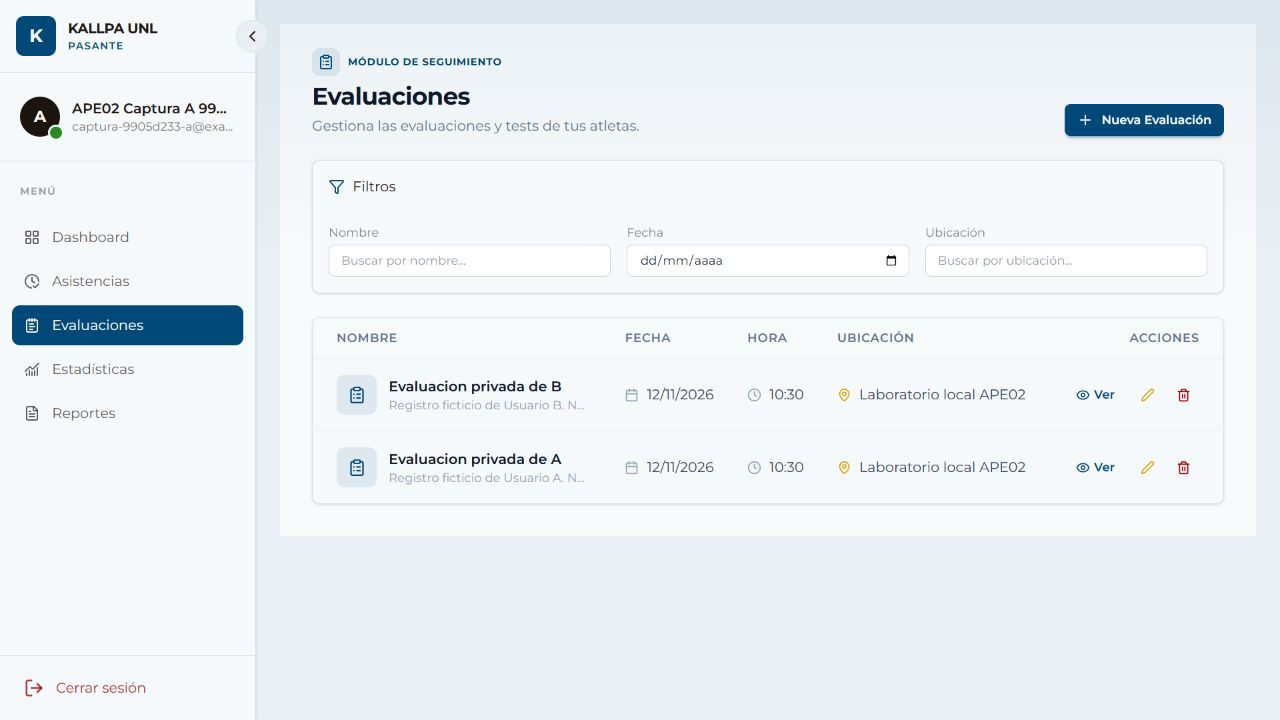 K
KALLPA UNL
PASANTE
A
APE02 Captura A 99...
captura-9905d233-a@exa...
MENÚ
Dashboard
Asistencias
Evaluaciones
Estadísticas
Reportes
Cerrar sesión
MÓDULO DE SEGUIMIENTO
Evaluaciones
Gestiona las evaluaciones y tests de tus atletas.
Nueva Evaluación
Filtros
Nombre Fecha Ubicación
Buscar por nombre... dd/mm/aaaa Buscar por ubicación...
NOMBRE FECHA HORA UBICACIÓN ACCIONES
Evaluacion privada de B
Registro ficticio de Usuario B. N...
12/11/2026 10:30 Laboratorio local APE02 Ver
Evaluacion privada de A
Registro ficticio de Usuario A. N...
12/11/2026 10:30 Laboratorio local APE02 Ver